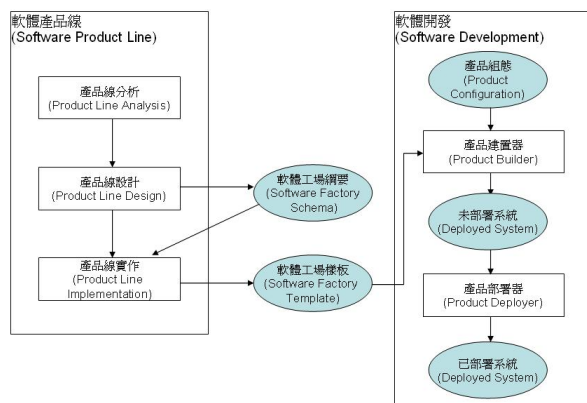 軟體產品線
(Software Product Line)
產品線分析
(Product Line Analysis)
產品線設計
(Product Line Design)
產品線實作
(Product Line
Implementation)
軟體工場綱要
(Software Factory
Schema)
軟體工場樣板
(Software Factory
Template)
軟體開發
(Software Development)
產品組態
(Product
Configuration)
產品建置器
(Product Builder)
未部署系統
(Deployed System)
產品部署器
(Product Deployer)
已部署系統
(Deployed System)